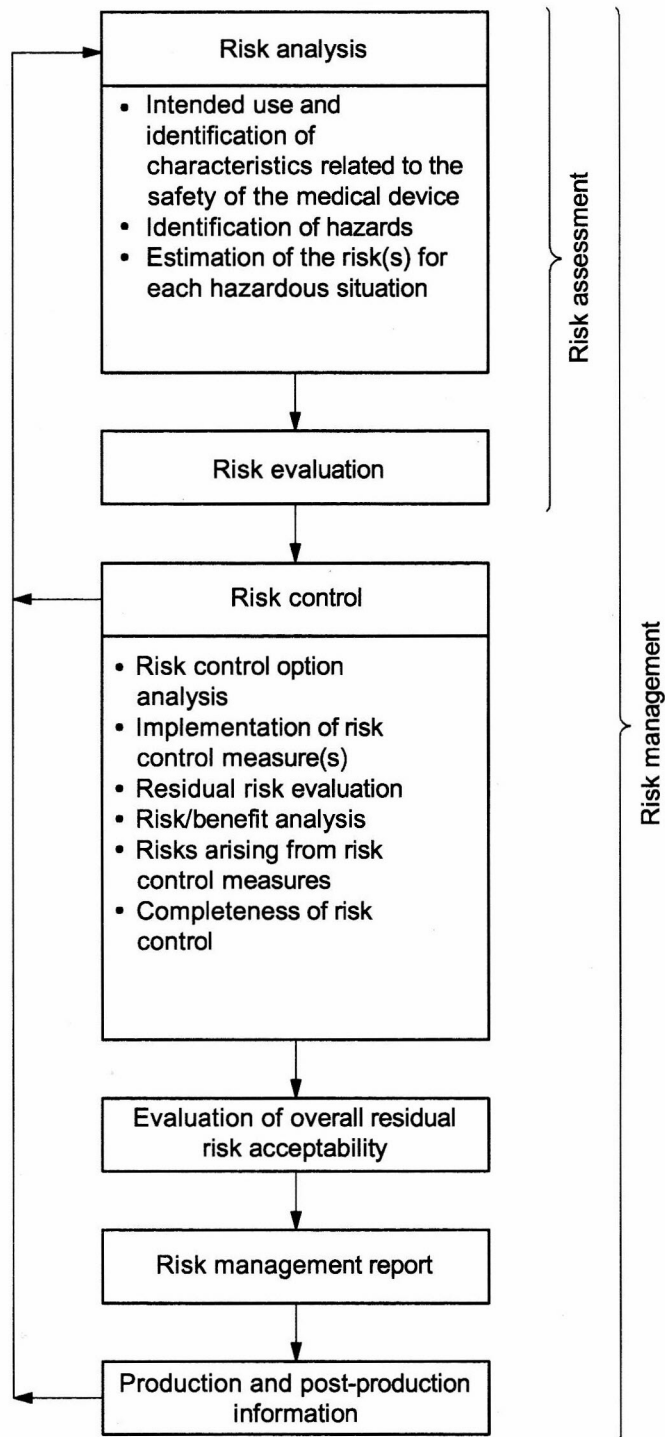 Risk analysis
• Intended use and
identification of
characteristics related to the
safety of the medical device
• Identification of hazards
• Estimation of the risk(s) for
each hazardous situation
Risk evaluation
Risk assessment
Risk control
• Risk control option
analysis
• Implementation of risk
control measure(s)
• Residual risk evaluation
• Risk/benefit analysis
• Risks arising from risk
control measures
• Completeness of risk
control
Evaluation of overall residual
risk acceptability
Risk management report
Production and post-production
information
Risk management